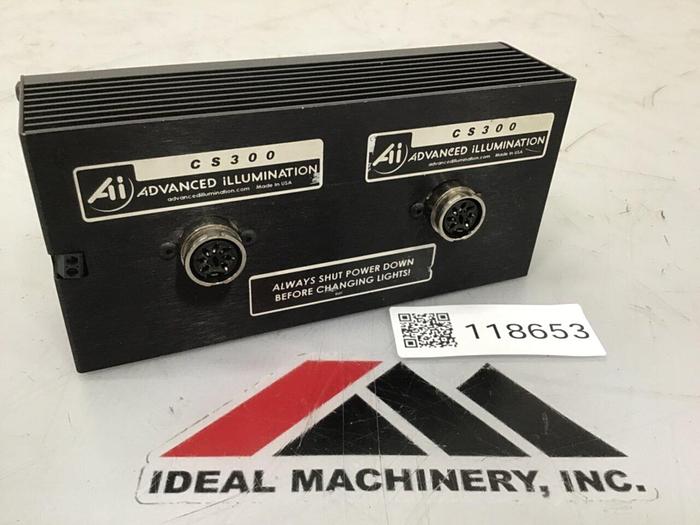 CS300
Ai ADVANCED iLLUMINATION
advancedillumination.com Made in USA
CS300
Ai ADVANCED iLLUMINATION
advancedillumination.com Made in USA
ALWAYS SHUT POWER DOWN
BEFORE CHANGING LIGHTS!
118653
IDEAL MACHINERY, INC.